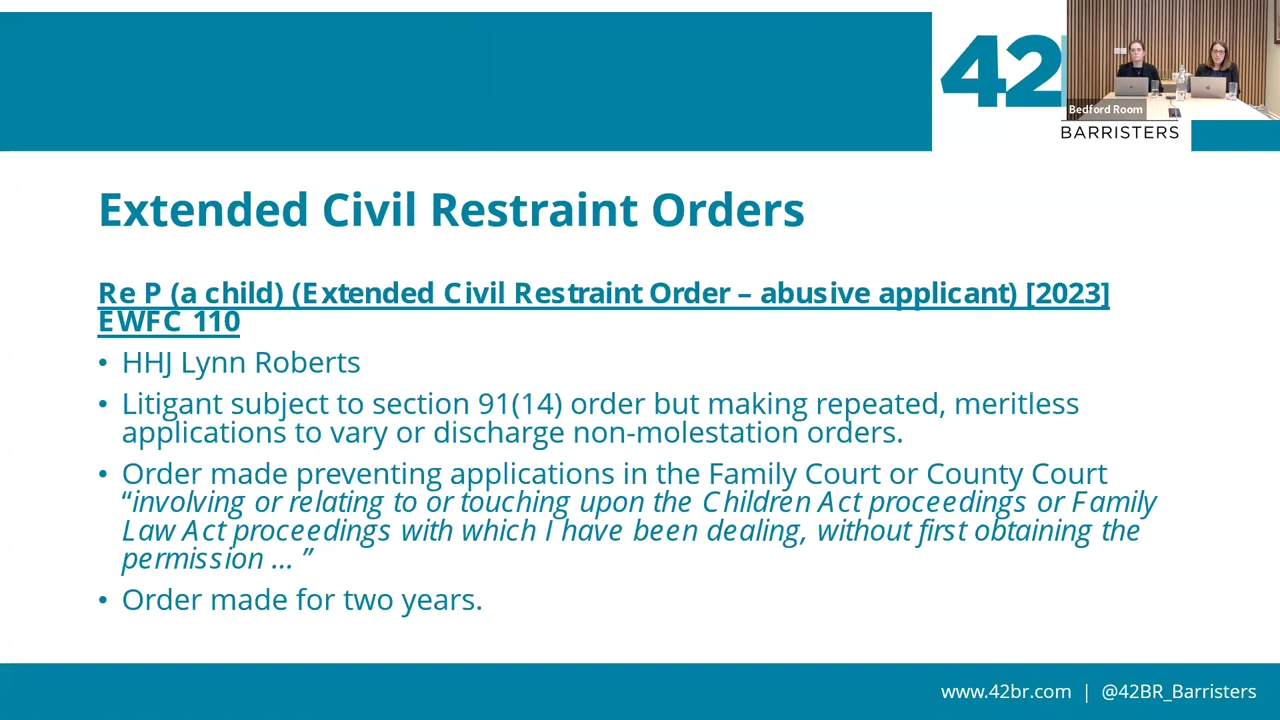 42
Bedford Room
BARRISTERS
Extended Civil Restraint Orders
Re P (a child) (Extended Civil Restraint Order – abusive applicant) [2023]
EWFC 110
• HHJ Lynn Roberts
• Litigant subject to section 91(14) order but making repeated, meritless
applications to vary or discharge non-molestation orders.
• Order made preventing applications in the Family Court or County Court
“involving or relating to or touching upon the Children Act proceedings or Family
Law Act proceedings with which I have been dealing, without first obtaining the
permission … ”
• Order made for two years.
www.42br.com | @42BR_Barristers